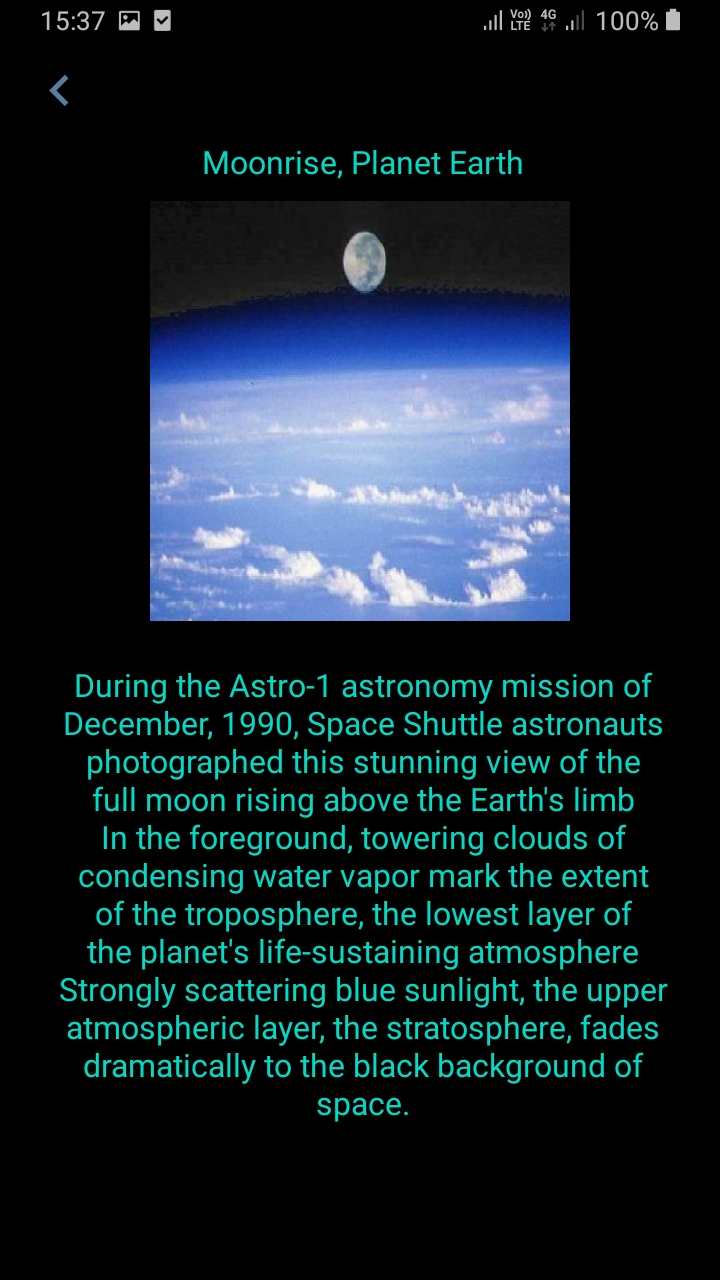 15:37 Vo)) LTE 4G 100%
Moonrise, Planet Earth
During the Astro-1 astronomy mission of
December, 1990, Space Shuttle astronauts
photographed this stunning view of the
full moon rising above the Earth's limb
In the foreground, towering clouds of
condensing water vapor mark the extent
of the troposphere, the lowest layer of
the planet's life-sustaining atmosphere
Strongly scattering blue sunlight, the upper
atmospheric layer, the stratosphere, fades
dramatically to the black background of
space.